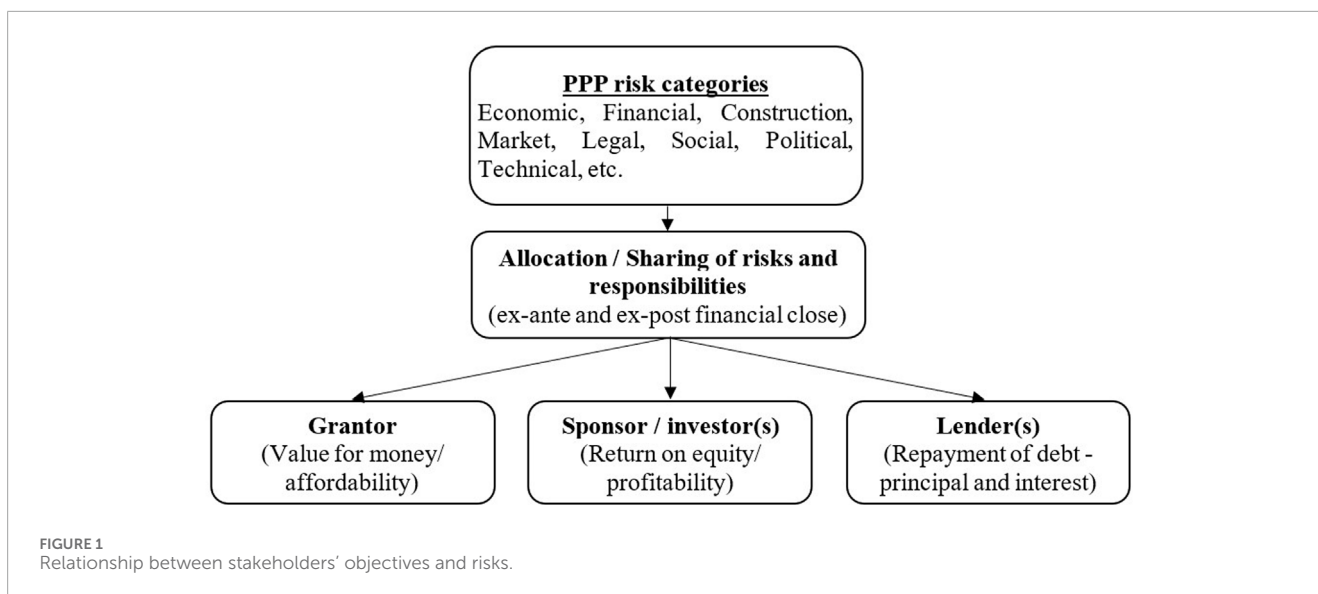 PPP risk categories
Economic, Financial, Construction,
Market, Legal, Social, Political,
Technical, etc.
Allocation / Sharing of risks and
responsibilities
(ex-ante and ex-post financial close)
Grantor
(Value for money/
affordability)
Sponsor / investor(s)
(Return on equity/
profitability)
Lender(s)
(Repayment of debt -
principal and interest)
FIGURE 1
Relationship between stakeholders’ objectives and risks.